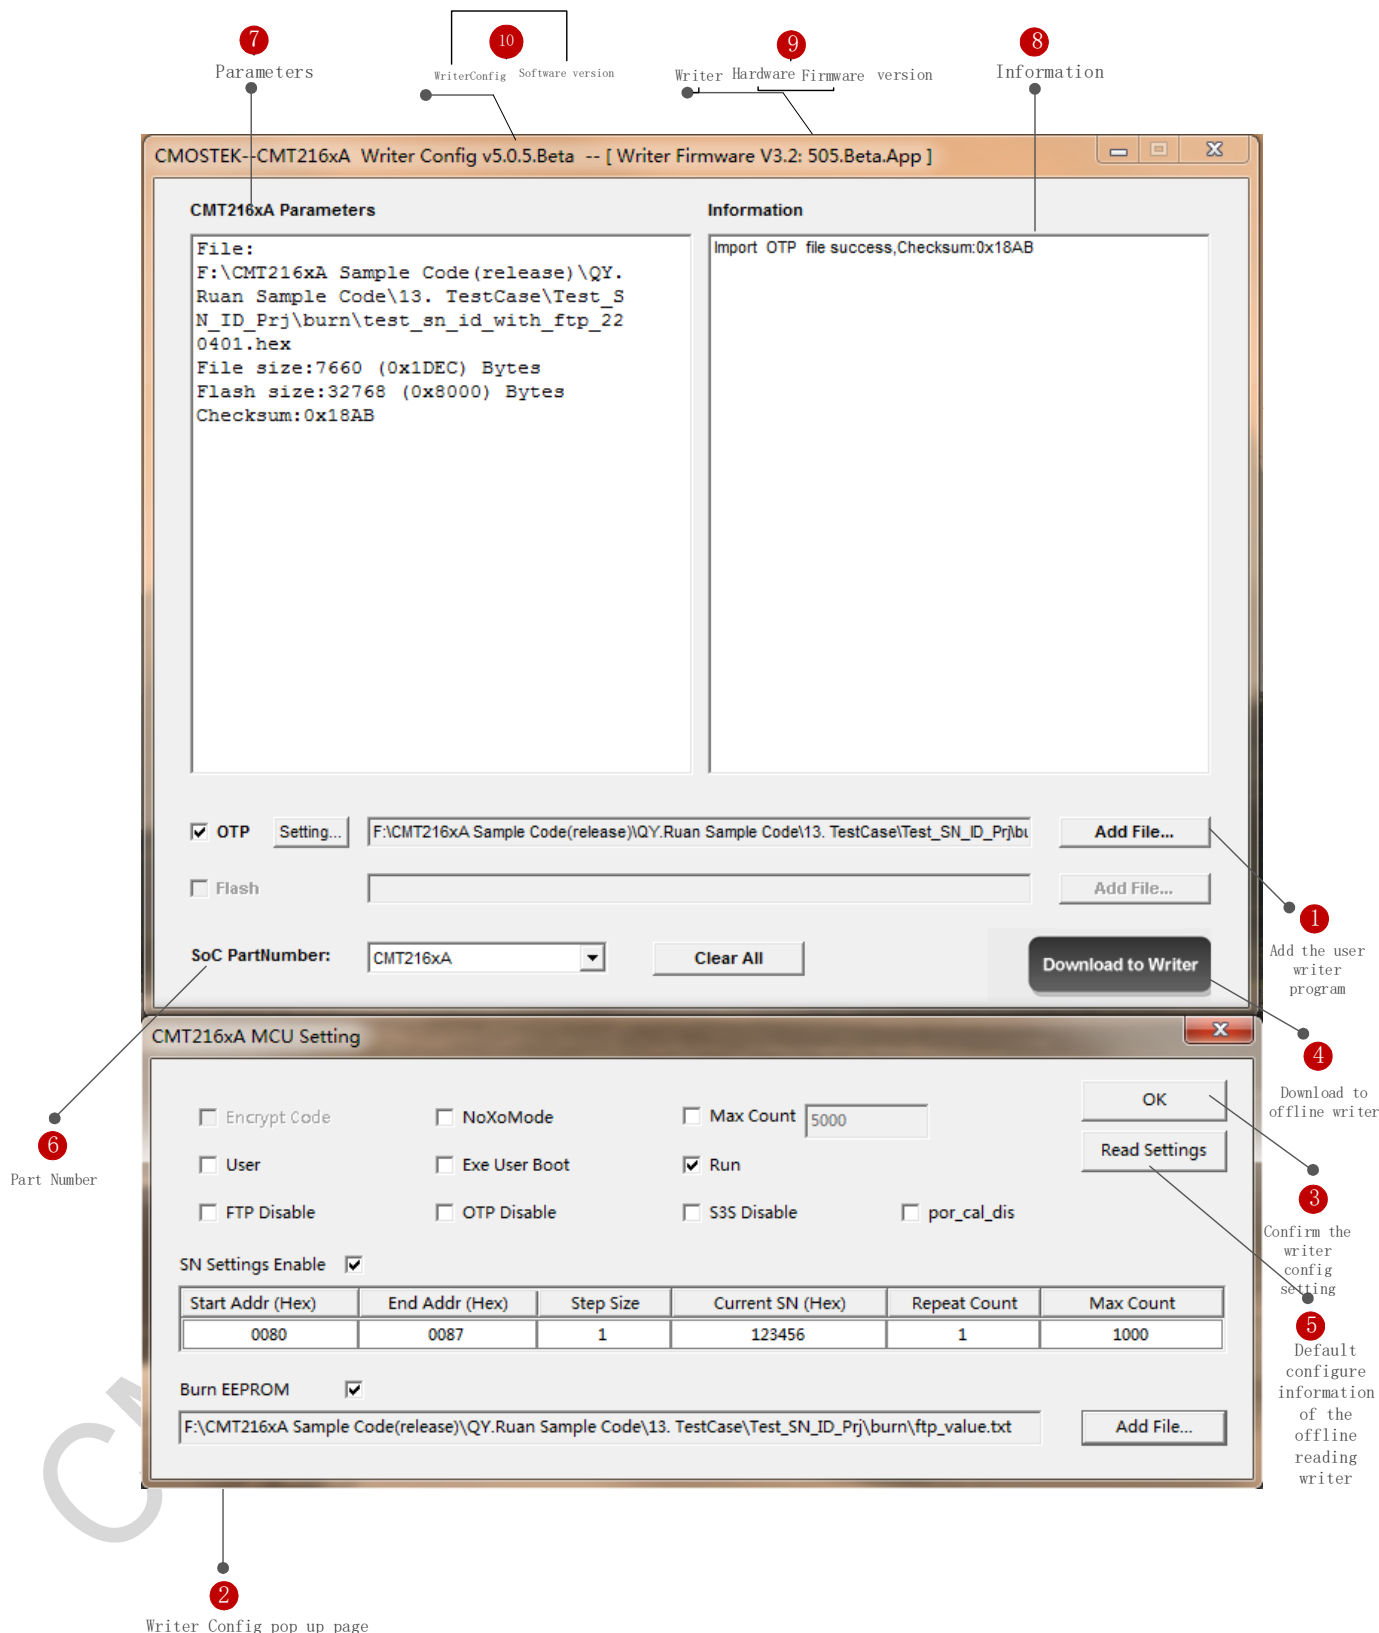 7
10
9
8
Parameters
WriterConfig Software version
Writer Hardware Firmware version
Information
CMOSTEK--CMT216xA Writer Config v5.0.5.Beta -- [ Writer Firmware V3.2: 505.Beta.App ]
CMT216xA Parameters
Information
File:
F:\CMT216xA Sample Code(release)\QY.
Ruan Sample Code\13. TestCase\Test_S
N_ID_Prj\burn\test_sn_id_with_ftp_22
0401.hex
File size:7660 (0x1DEC) Bytes
Flash size:32768 (0x8000) Bytes
Checksum:0x18AB
Import OTP file success,Checksum:0x18AB
OTP
Setting...
F:\CMT216xA Sample Code(release)\QY.Ruan Sample Code\13. TestCase\Test_SN_ID_Prj\bu
Add File...
Flash
Add File...
1
Add the user
writer
program
SoC PartNumber:
CMT216xA
Clear All
Download to Writer
4
Download to
offline writer
CMT216xA MCU Setting
Encrypt Code
NoXoMode
Max Count
5000
OK
User
Exe User Boot
Run
Read Settings
FTP Disable
OTP Disable
S3S Disable
por_cal_dis
6
Part Number
3
Confirm the
writer
config
setting
SN Settings Enable
Start Addr (Hex) End Addr (Hex) Step Size Current SN (Hex) Repeat Count Max Count
0080 0087 1 123456 1 1000
5
Default
configure
information
of the
offline
reading
writer
Burn EEPROM
F:\CMT216xA Sample Code(release)\QY.Ruan Sample Code\13. TestCase\Test_SN_ID_Prj\burn\ftp_value.txt
Add File...
2
Writer Config pop up page